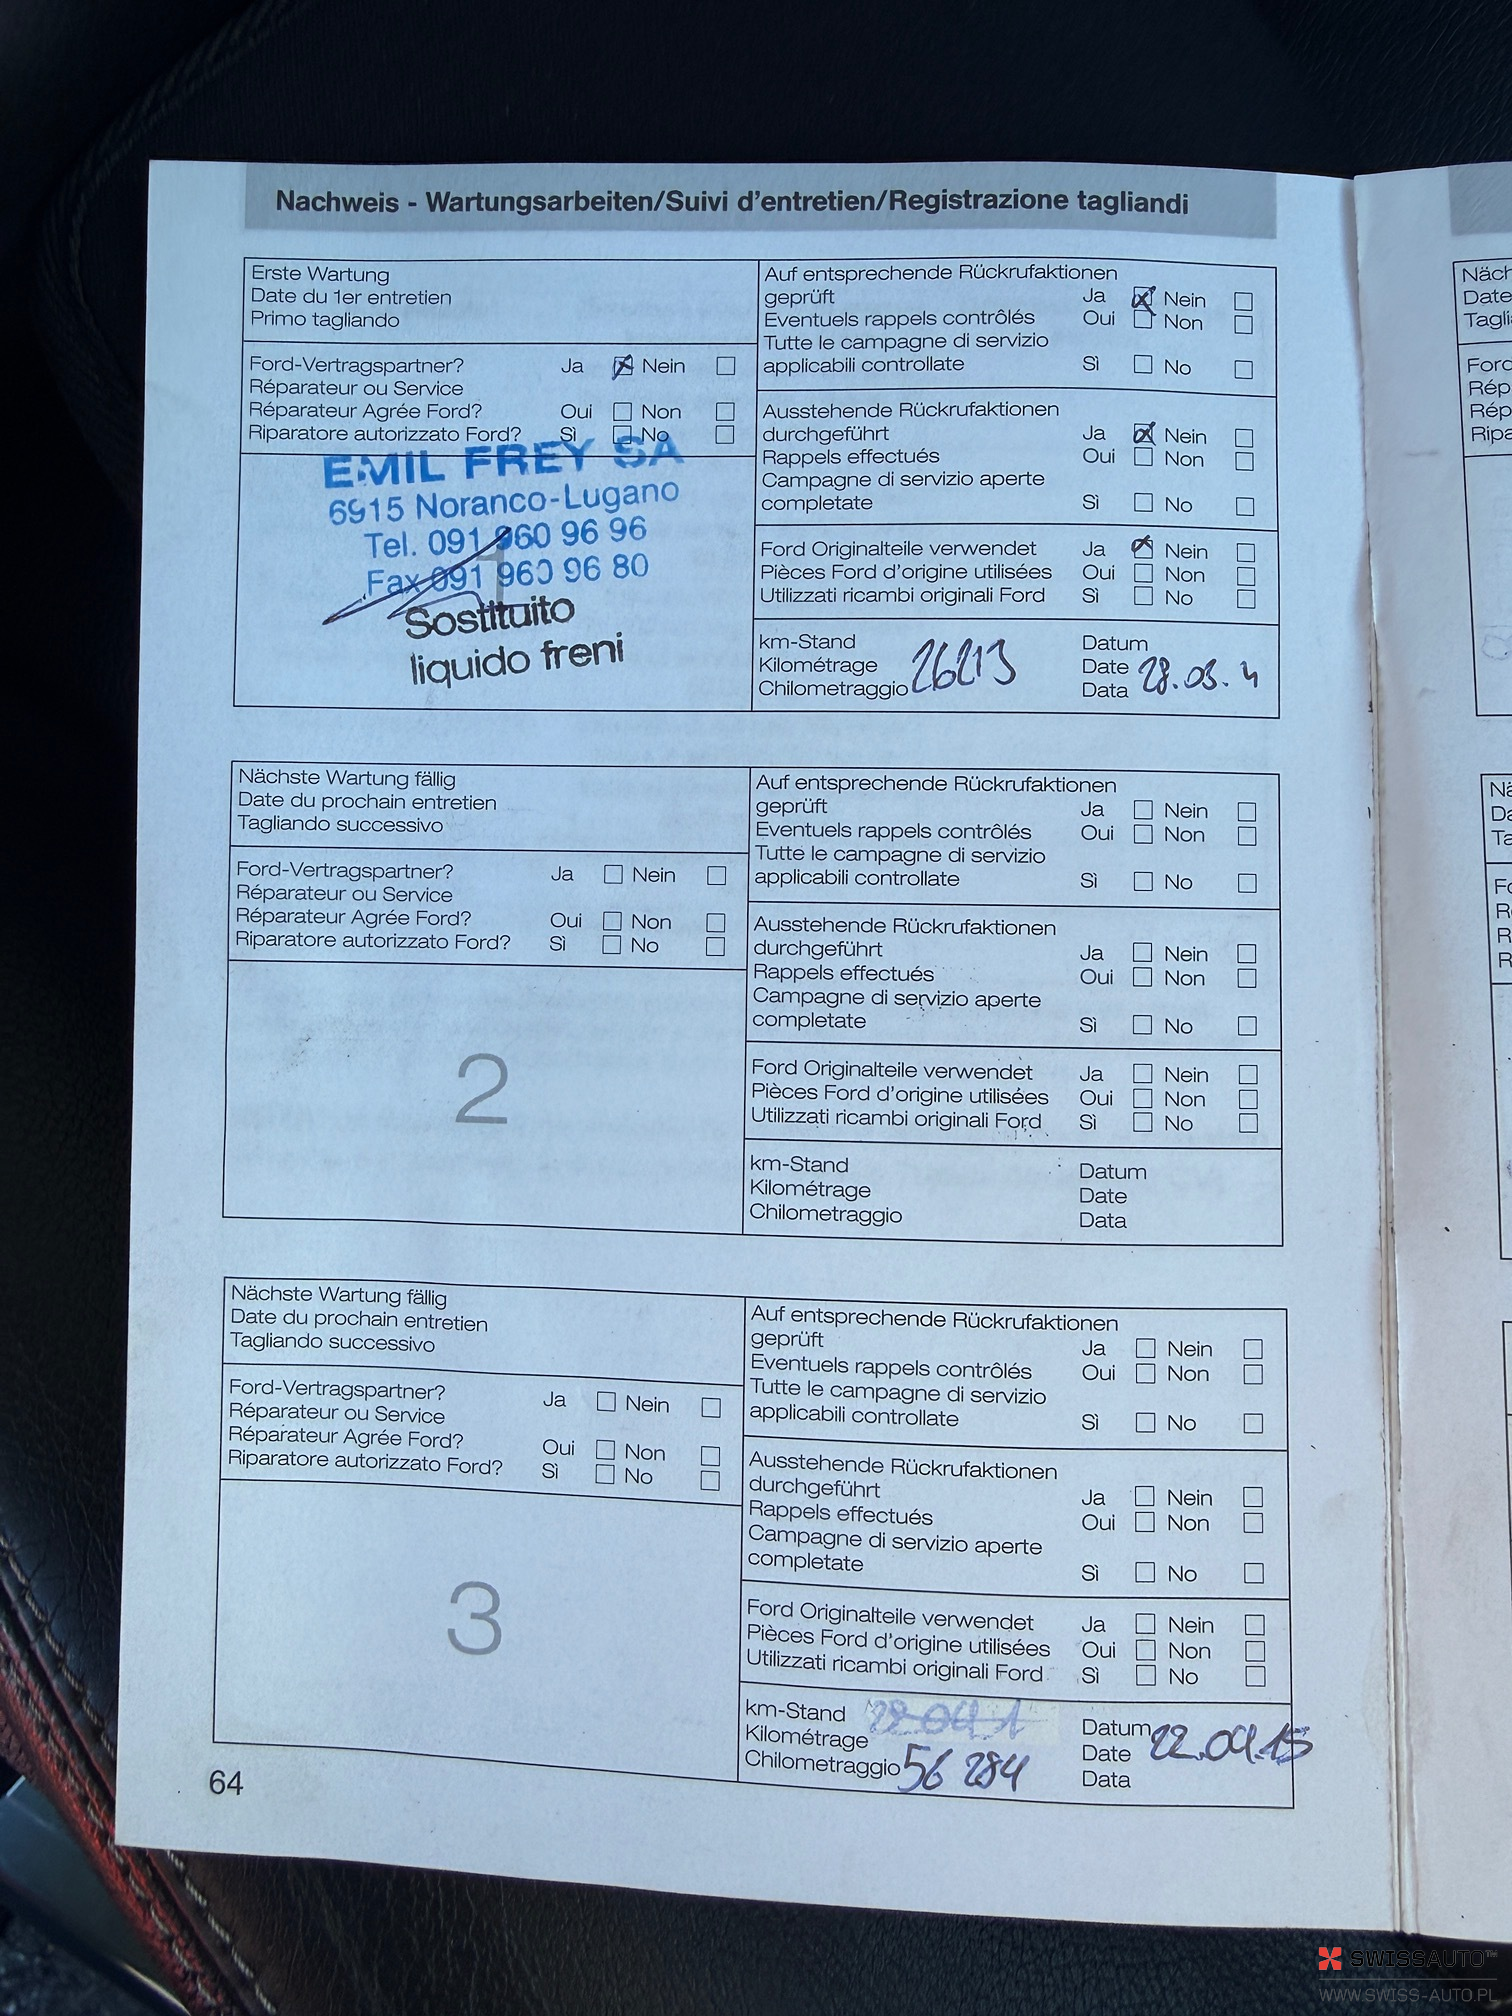 Nachweis - Wartungsarbeiten/Suivi d'entretien/Registrazione tagliandi
Erste Wartung
Date du 1er entretien
Primo tagliando
Ford-Vertragspartner? Ja Nein
Réparateur ou Service
Réparateur Agrée Ford? Oui Non
Riparatore autorizzato Ford? Sì No
EMIL FREY SA
6915 Noranco-Lugano
Tel. 091 960 96 96
Fax 091 960 96 80
1
Sostituito
liquido freni
Auf entsprechende Rückrufaktionen
geprüft Ja Nein
Eventuels rappels contrôlés Oui Non
Tutte le campagne di servizio
applicabili controllate Sì No
Ausstehende Rückrufaktionen
durchgeführt Ja Nein
Rappels effectués Oui Non
Campagne di servizio aperte
completate Sì No
Ford Originalteile verwendet Ja Nein
Pièces Ford d'origine utilisées Oui Non
Utilizzati ricambi originali Ford Sì No
km-Stand Datum
Kilométrage 26213 Date 28.03.
Chilometraggio Data
Nächste Wartung fällig
Date du prochain entretien
Tagliando successivo
Ford-Vertragspartner? Ja Nein
Réparateur ou Service
Réparateur Agrée Ford? Oui Non
Riparatore autorizzato Ford? Sì No
2
Auf entsprechende Rückrufaktionen
geprüft Ja Nein
Eventuels rappels contrôlés Oui Non
Tutte le campagne di servizio
applicabili controllate Sì No
Ausstehende Rückrufaktionen
durchgeführt Ja Nein
Rappels effectués Oui Non
Campagne di servizio aperte
completate Sì No
Ford Originalteile verwendet Ja Nein
Pièces Ford d'origine utilisées Oui Non
Utilizzati ricambi originali Ford Sì No
km-Stand Datum
Kilométrage Date
Chilometraggio Data
Nächste Wartung fällig
Date du prochain entretien
Tagliando successivo
Ford-Vertragspartner? Ja Nein
Réparateur ou Service
Réparateur Agrée Ford? Oui Non
Riparatore autorizzato Ford? Sì No
3
Auf entsprechende Rückrufaktionen
geprüft Ja Nein
Eventuels rappels contrôlés Oui Non
Tutte le campagne di servizio
applicabili controllate Sì No
Ausstehende Rückrufaktionen
durchgeführt Ja Nein
Rappels effectués Oui Non
Campagne di servizio aperte
completate Sì No
Ford Originalteile verwendet Ja Nein
Pièces Ford d'origine utilisées Oui Non
Utilizzati ricambi originali Ford Sì No
km-Stand Datum
Kilométrage Date 22.04.15
Chilometraggio 56 284 Data
64
SWISSAUTO™
WWW.SWISS-AUTO.PL